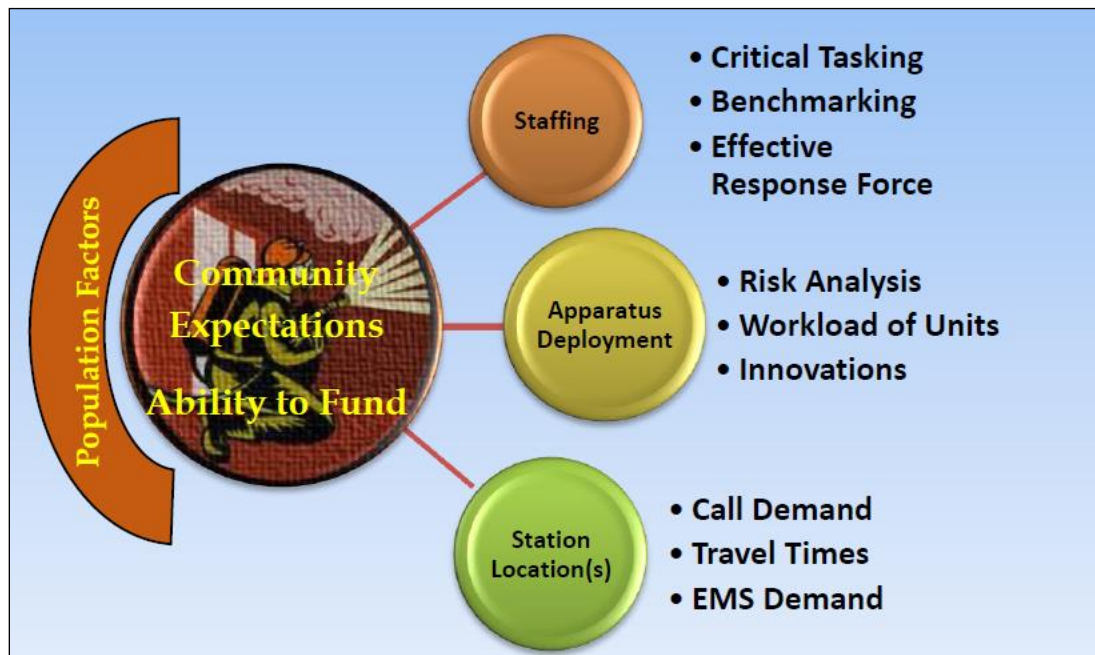 Population Factors
Community
Expectations
Ability to Fund
Staffing
• Critical Tasking
• Benchmarking
• Effective
Response Force
Apparatus
Deployment
• Risk Analysis
• Workload of Units
• Innovations
Station
Location(s)
• Call Demand
• Travel Times
• EMS Demand